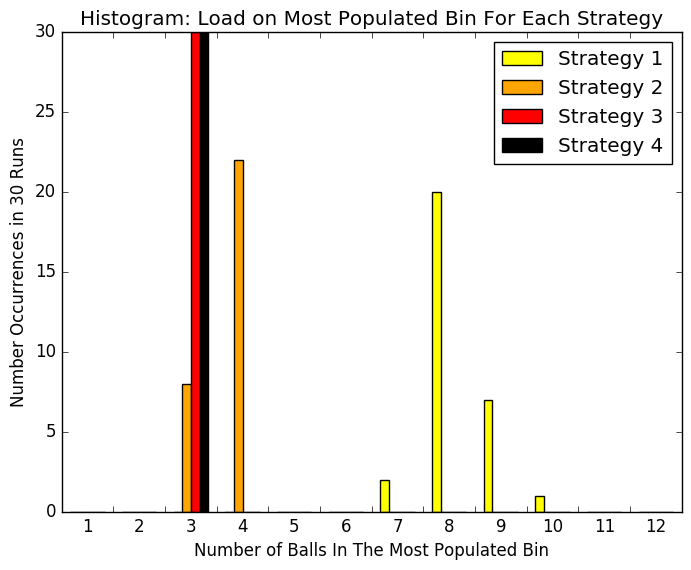 Histogram: Load on Most Populated Bin For Each Strategy
Number Occurrences in 30 Runs
30
25
20
15
10
5
0
Strategy 1
Strategy 2
Strategy 3
Strategy 4
1 2 3 4 5 6 7 8 9 10 11 12
Number of Balls In The Most Populated Bin